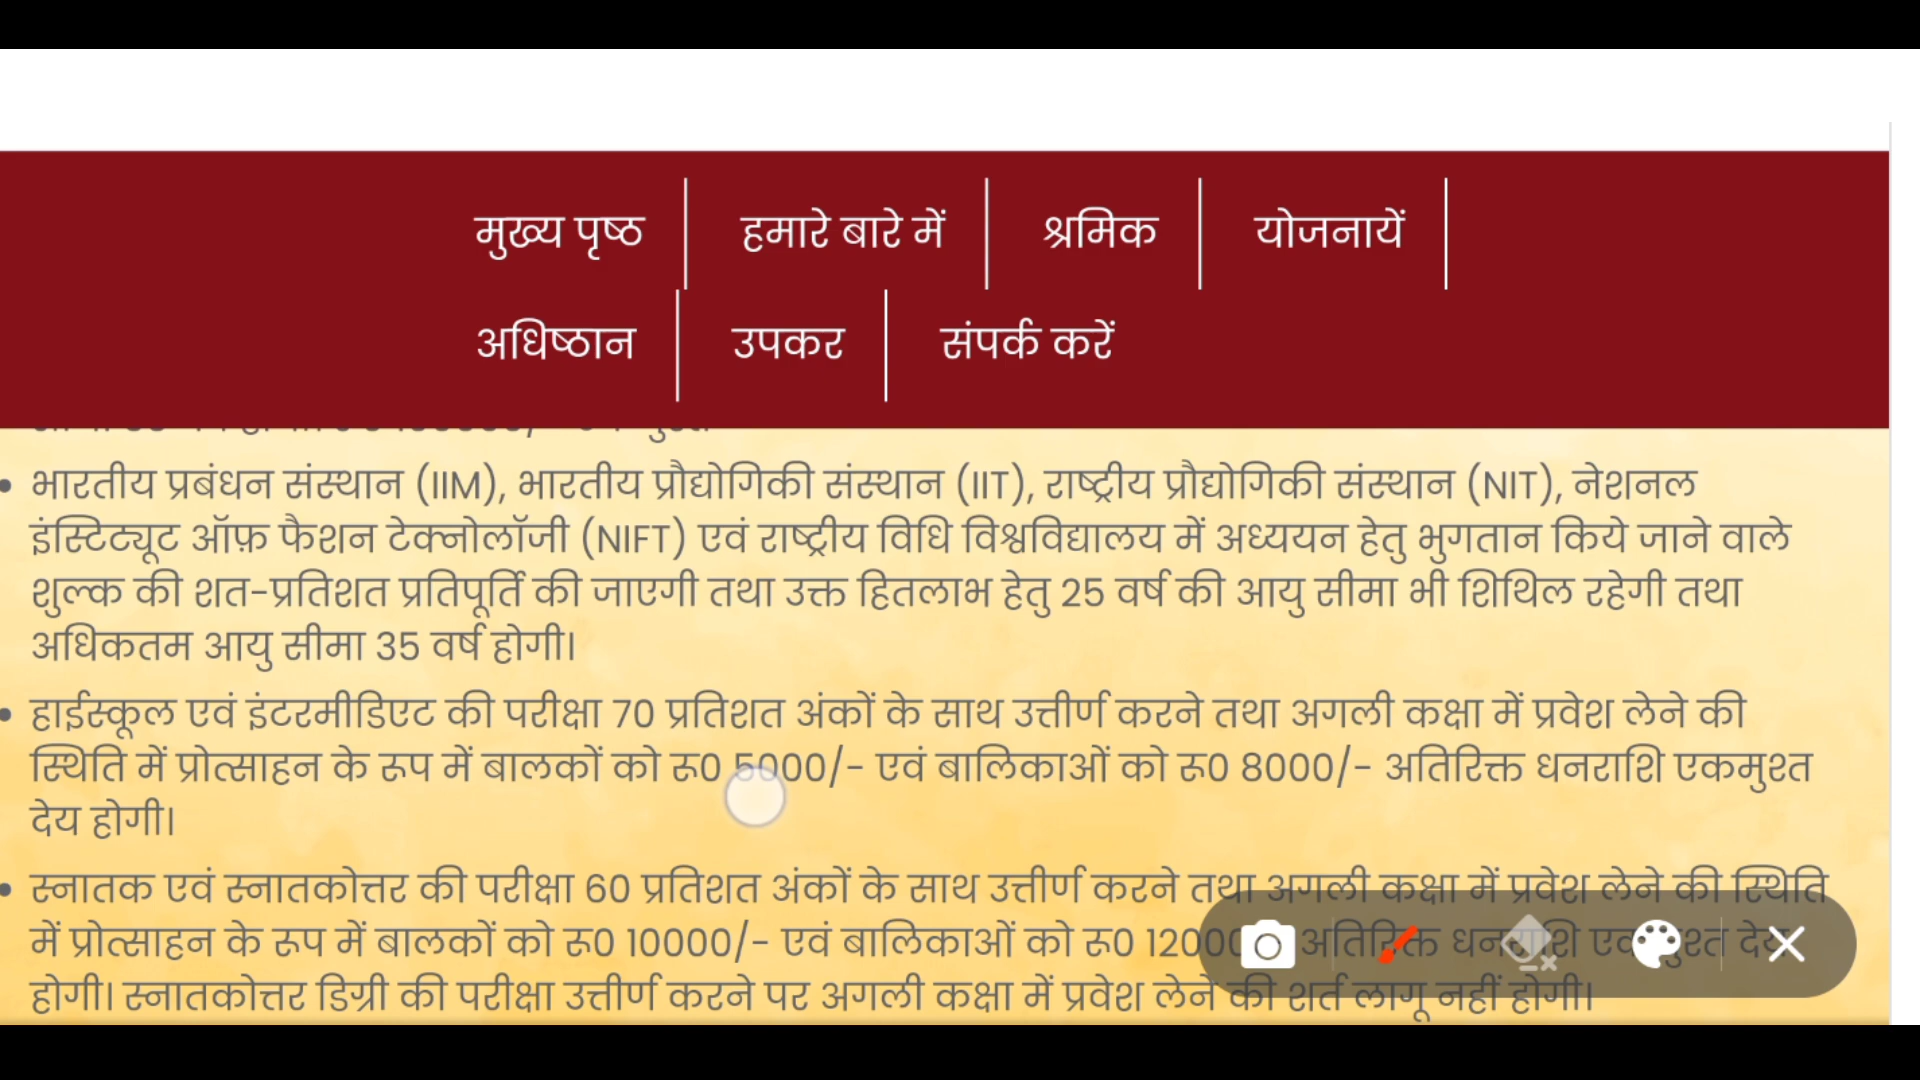 मुख्य पृष्ठ
हमारे बारे में
श्रमिक
योजनायें
अधिष्ठान
उपकर
संपर्क करें
• भारतीय प्रबंधन संस्थान (IIM), भारतीय प्रौद्योगिकी संस्थान (IIT), राष्ट्रीय प्रौद्योगिकी संस्थान (NIT), नेशनल
इंस्टिट्यूट ऑफ़ फैशन टेक्नोलॉजी (NIFT) एवं राष्ट्रीय विधि विश्वविद्यालय में अध्ययन हेतु भुगतान किये जाने वाले
शुल्क की शत-प्रतिशत प्रतिपूर्ति की जाएगी तथा उक्त हितलाभ हेतु 25 वर्ष की आयु सीमा भी शिथिल रहेगी तथा
अधिकतम आयु सीमा 35 वर्ष होगी।
• हाईस्कूल एवं इंटरमीडिएट की परीक्षा 70 प्रतिशत अंकों के साथ उत्तीर्ण करने तथा अगली कक्षा में प्रवेश लेने की
स्थिति में प्रोत्साहन के रूप में बालकों को रू0 5000/- एवं बालिकाओं को रू0 8000/- अतिरिक्त धनराशि एकमुश्त
देय होगी।
• स्नातक एवं स्नातकोत्तर की परीक्षा 60 प्रतिशत अंकों के साथ उत्तीर्ण करने तथा अगली कक्षा में प्रवेश लेने की स्थिति
में प्रोत्साहन के रूप में बालकों को रू0 10000/- एवं बालिकाओं को रू0 12000 अतिरिक्त धनराशि एकमुश्त देय
होगी। स्नातकोत्तर डिग्री की परीक्षा उत्तीर्ण करने पर अगली कक्षा में प्रवेश लेने की शर्त लागू नहीं होगी।